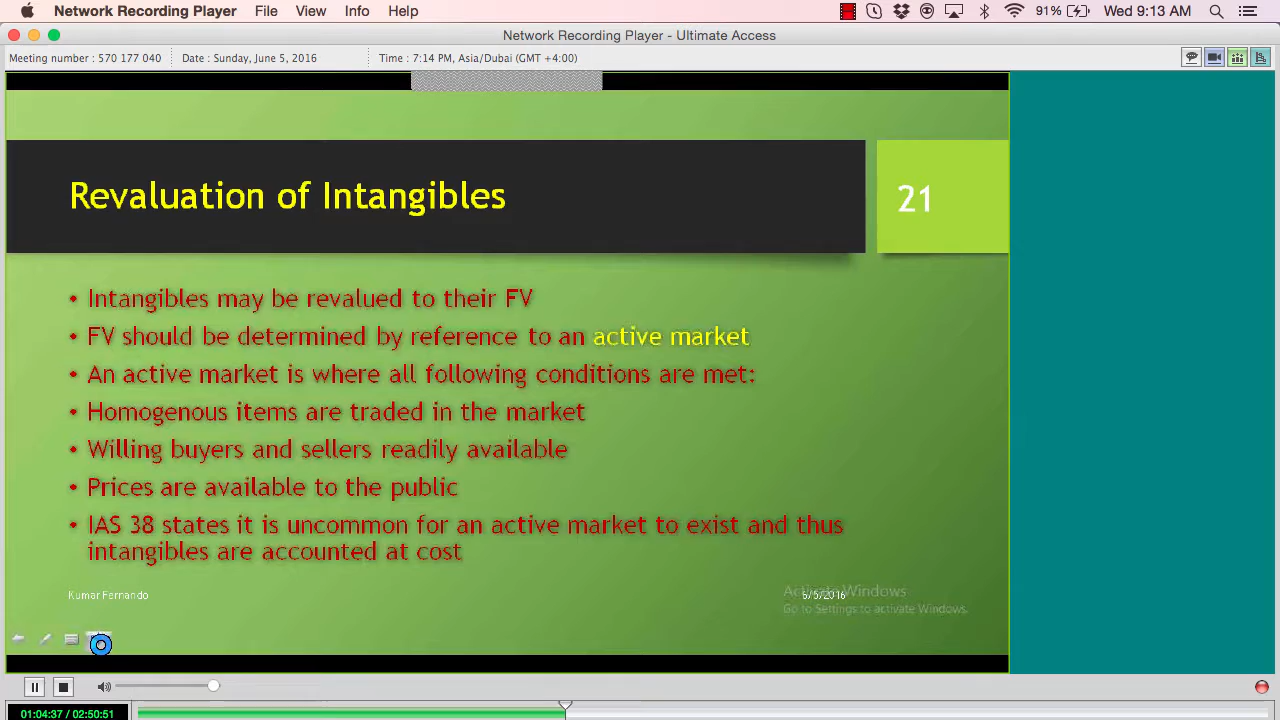 Network Recording Player File View Info Help 91% Wed 9:13 AM
Network Recording Player - Ultimate Access
Meeting number : 570 177 040 Date : Sunday, June 5, 2016 Time : 7:14 PM, Asia/Dubai (GMT +4:00)
Revaluation of Intangibles
21
• Intangibles may be revalued to their FV
• FV should be determined by reference to an active market
• An active market is where all following conditions are met:
• Homogenous items are traded in the market
• Willing buyers and sellers readily available
• Prices are available to the public
• IAS 38 states it is uncommon for an active market to exist and thus
intangibles are accounted at cost
Kumar Fernando
6/5/2016
Activate Windows
Go to Settings to activate Windows.
01:04:37 / 02:50:51